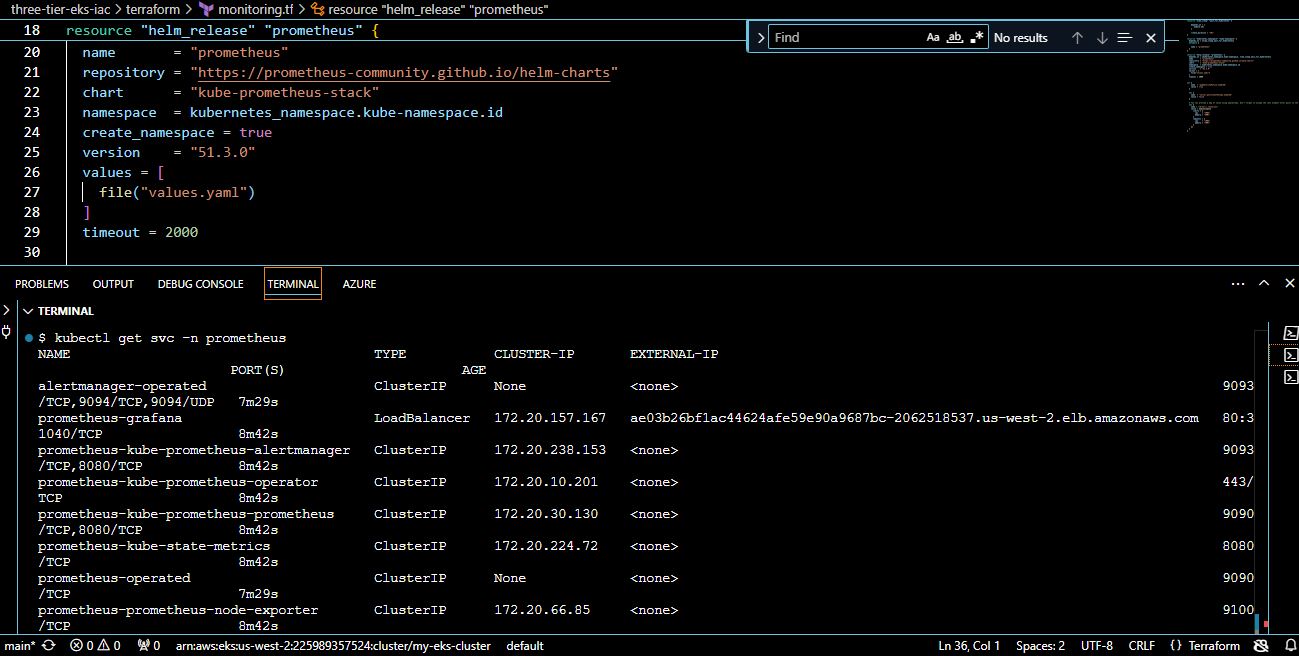 three-tier-eks-iac > terraform > monitoring.tf > resource "helm_release" "prometheus"
18 resource "helm_release" "prometheus" {
Find Aa ab .* No results
20 name = "prometheus"
21 repository = "https://prometheus-community.github.io/helm-charts"
22 chart = "kube-prometheus-stack"
23 namespace = kubernetes_namespace.kube-namespace.id
24 create_namespace = true
25 version = "51.3.0"
26 values = [
27 file("values.yaml")
28 ]
29 timeout = 2000
30
PROBLEMS OUTPUT DEBUG CONSOLE TERMINAL AZURE
TERMINAL
$ kubectl get svc -n prometheus
NAME TYPE CLUSTER-IP EXTERNAL-IP
PORT(S) AGE
alertmanager-operated ClusterIP None <none> 9093
/TCP,9094/TCP,9094/UDP 7m29s
prometheus-grafana LoadBalancer 172.20.157.167 ae03b26bf1ac44624afe59e90a9687bc-2062518537.us-west-2.elb.amazonaws.com 80:3
1040/TCP 8m42s
prometheus-kube-prometheus-alertmanager ClusterIP 172.20.238.153 <none> 9093
/TCP,8080/TCP 8m42s
prometheus-kube-prometheus-operator ClusterIP 172.20.10.201 <none> 443/
TCP 8m42s
prometheus-kube-prometheus-prometheus ClusterIP 172.20.30.130 <none> 9090
/TCP,8080/TCP 8m42s
prometheus-kube-state-metrics ClusterIP 172.20.224.72 <none> 8080
/TCP 8m42s
prometheus-operated ClusterIP None <none> 9090
/TCP 7m29s
prometheus-prometheus-node-exporter ClusterIP 172.20.66.85 <none> 9100
/TCP 8m42s
main* 0 0 0 arn:aws:eks:us-west-2:225989357524:cluster/my-eks-cluster default Ln 36, Col 1 Spaces: 2 UTF-8 CRLF {} Terraform